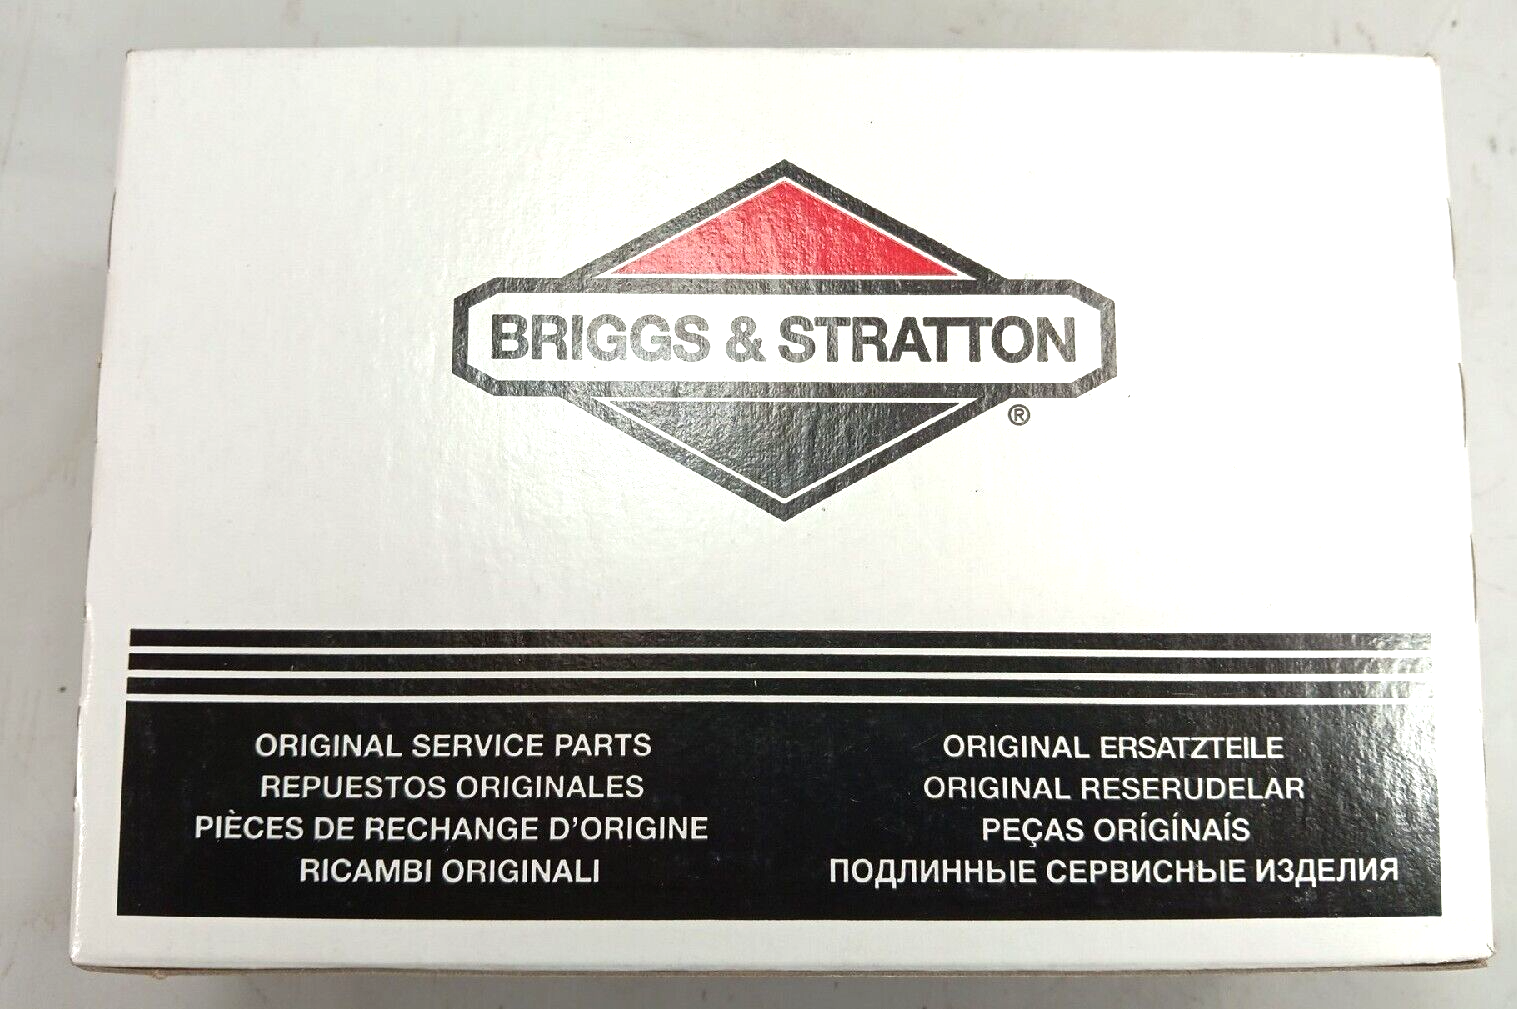 BRIGGS & STRATTON
®
ORIGINAL SERVICE PARTS
REPUESTOS ORIGINALES
PIÈCES DE RECHANGE D'ORIGINE
RICAMBI ORIGINALI
ORIGINAL ERSATZTEILE
ORIGINAL RESERUDELAR
PEÇAS ORÍGÍNAÍS
ПОДЛИННЫЕ СЕРВИСНЫЕ ИЗДЕЛИЯ